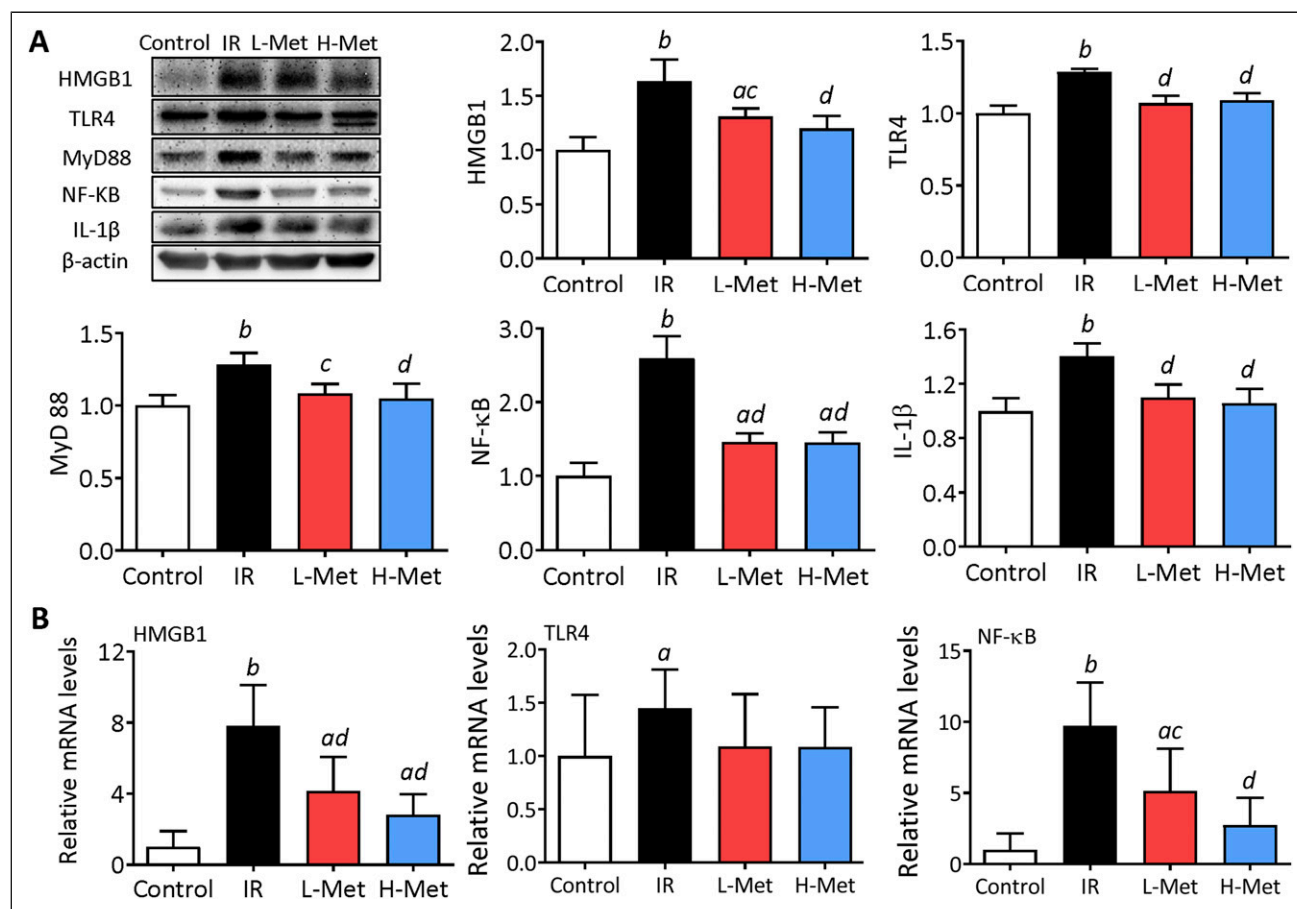 A
Control IR L-Met H-Met
HMGB1
TLR4
MyD88
NF-KB
IL-1β
β-actin
HMGB1
2.0
1.5
1.0
0.5
0.0
b
ac
d
Control IR L-Met H-Met
TLR4
1.5
1.0
0.5
0.0
b
d
d
Control IR L-Met H-Met
MyD 88
1.5
1.0
0.5
0.0
b
c
d
Control IR L-Met H-Met
NF-κB
3.0
2.0
1.0
0.0
b
ad
ad
Control IR L-Met H-Met
IL-1β
1.6
1.2
0.8
0.4
0.0
b
d
d
Control IR L-Met H-Met
B
HMGB1
Relative mRNA levels
12
8
4
0
b
ad
ad
Control IR L-Met H-Met
TLR4
Relative mRNA levels
2.0
1.5
1.0
0.5
0.0
a
Control IR L-Met H-Met
NF-κB
Relative mRNA levels
15
10
5
0
b
ac
d
Control IR L-Met H-Met